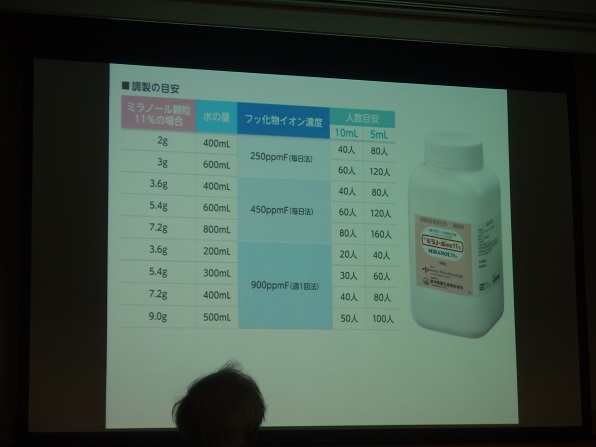 ■調製の目安
ミラノール顆粒 11%の場合 水の量 フッ化物イオン濃度 人数目安
10mL 5mL
2g 400mL 250ppmF(毎日法) 40人 80人
3g 600mL 60人 120人
3.6g 400mL 450ppmF(毎日法) 40人 80人
5.4g 600mL 60人 120人
7.2g 800mL 80人 160人
3.6g 200mL 900ppmF(週1回法) 20人 40人
5.4g 300mL 30人 60人
7.2g 400mL 40人 80人
9.0g 500mL 50人 100人
ミラノール顆粒11%
MIRANOL